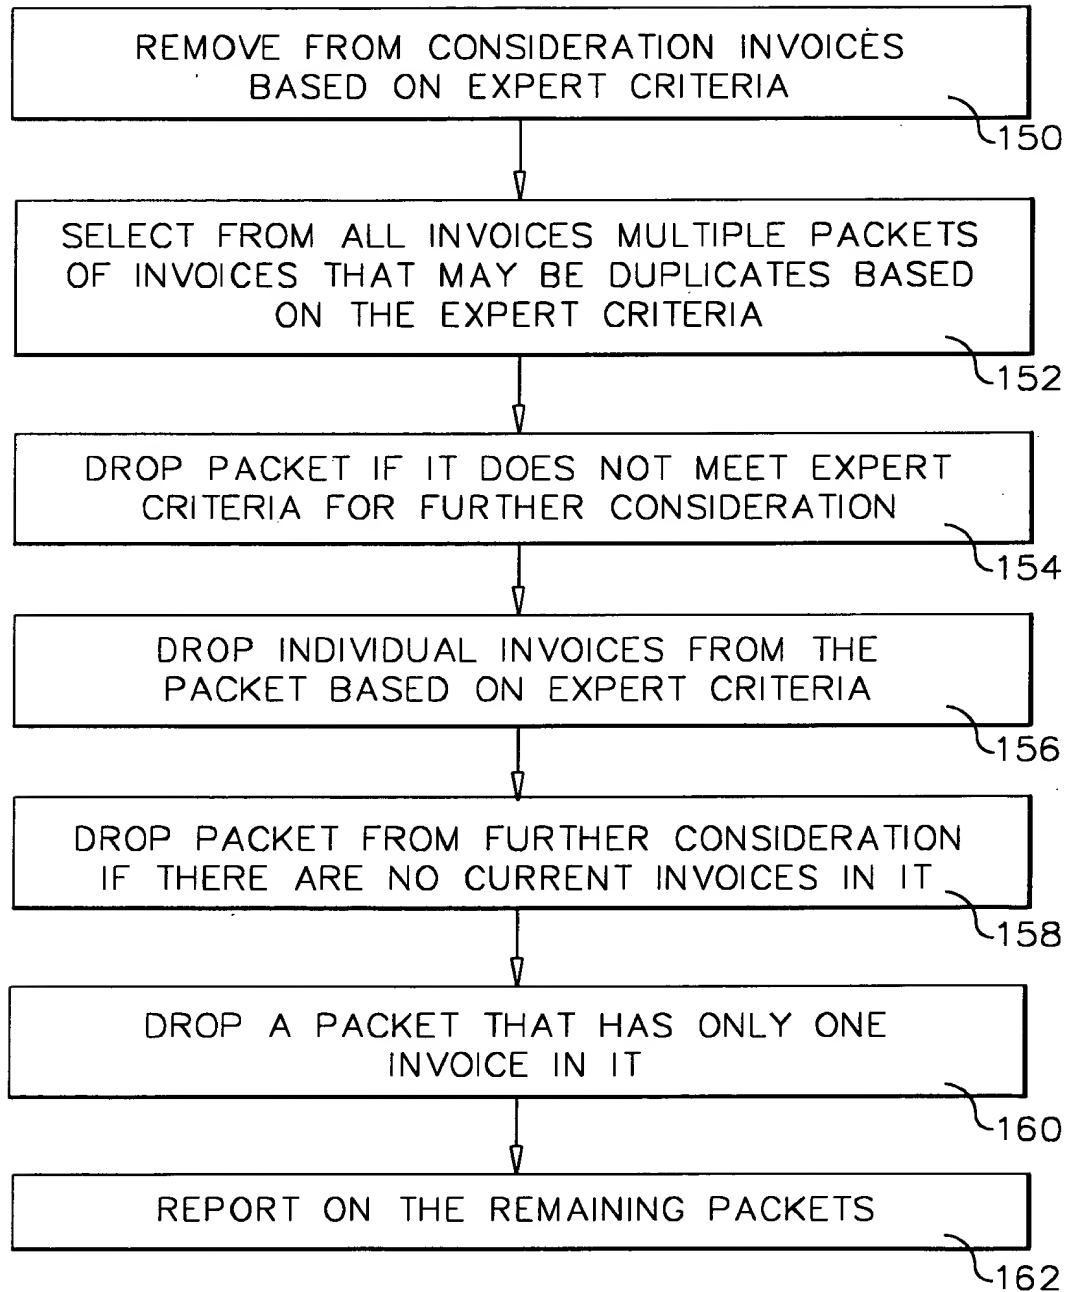 REMOVE FROM CONSIDERATION INVOICES
BASED ON EXPERT CRITERIA
150
SELECT FROM ALL INVOICES MULTIPLE PACKETS
OF INVOICES THAT MAY BE DUPLICATES BASED
ON THE EXPERT CRITERIA
152
DROP PACKET IF IT DOES NOT MEET EXPERT
CRITERIA FOR FURTHER CONSIDERATION
154
DROP INDIVIDUAL INVOICES FROM THE
PACKET BASED ON EXPERT CRITERIA
156
DROP PACKET FROM FURTHER CONSIDERATION
IF THERE ARE NO CURRENT INVOICES IN IT
158
DROP A PACKET THAT HAS ONLY ONE
INVOICE IN IT
160
REPORT ON THE REMAINING PACKETS
162